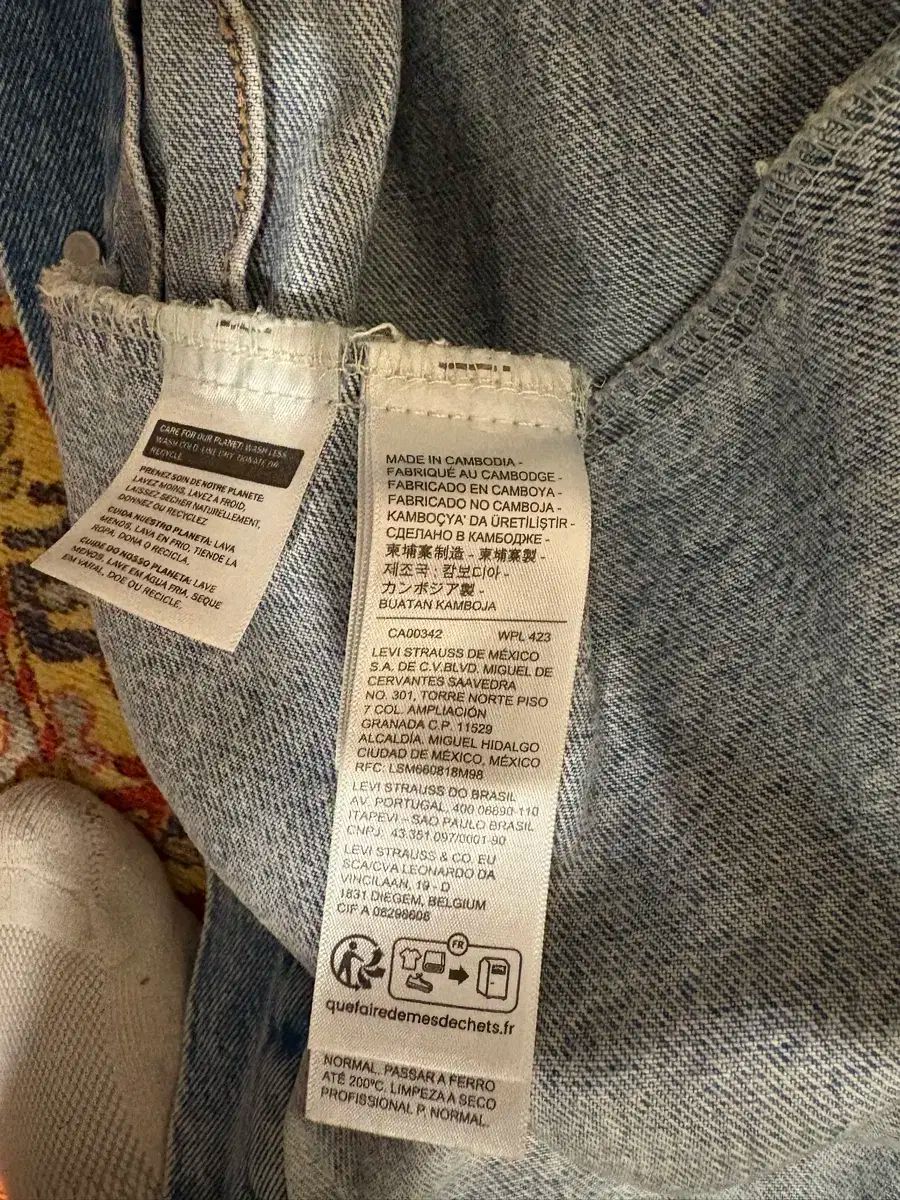 CARE FOR OUR PLANET: WASH LESS,
WASH COLD, LINE DRY, DONATE OR
RECYCLE.
PRENEZ SOIN DE NOTRE PLANÈTE:
LAVEZ MOINS, LAVEZ À FROID,
LAISSEZ SÉCHER NATURELLEMENT,
DONNEZ OU RECYCLEZ
CUIDA NUESTRO PLANETA: LAVA
MENOS, LAVA EN FRIO, TIENDE LA
ROPA, DONA O RECICLA.
CUIDE DO NOSSO PLANETA: LAVE
MENOS, LAVE EM ÁGUA FRIA, SEQUE
EM VARAL, DOE OU RECICLE.
MADE IN CAMBODIA -
FABRIQUÉ AU CAMBODGE -
FABRICADO EN CAMBOYA -
FABRICADO NO CAMBOJA -
KAMBOÇYA' DA ÜRETİLİŞTİR -
СДЕЛАНО В КАМБОДЖЕ -
柬埔寨制造 - 柬埔寨製 -
제조국 : 캄보디아 -
カンボジア製 -
BUATAN KAMBOJA
CA00342 WPL 423
LEVI STRAUSS DE MÉXICO
S.A. DE C.V.BLVD. MIGUEL DE
CERVANTES SAAVEDRA
NO. 301, TORRE NORTE PISO
7 COL. AMPLIACIÓN
GRANADA C.P. 11529
ALCALDÍA. MIGUEL HIDALGO
CIUDAD DE MÉXICO, MÉXICO
RFC: LSM660818M98
LEVI STRAUSS DO BRASIL
AV. PORTUGAL, 400 06690-110
ITAPEVI - SAO PAULO BRASIL
CNPJ: 43.351.097/0001-90
LEVI STRAUSS & CO. EU
SCA/CVA LEONARDO DA
VINCILAAN, 19 - D
1831 DIEGEM, BELGIUM
CIF A 08296608
FR
quefairedemesdechets.fr
NORMAL. PASSAR A FERRO
ATÉ 200ºC. LIMPEZA A SECO
PROFISSIONAL P, NORMAL.